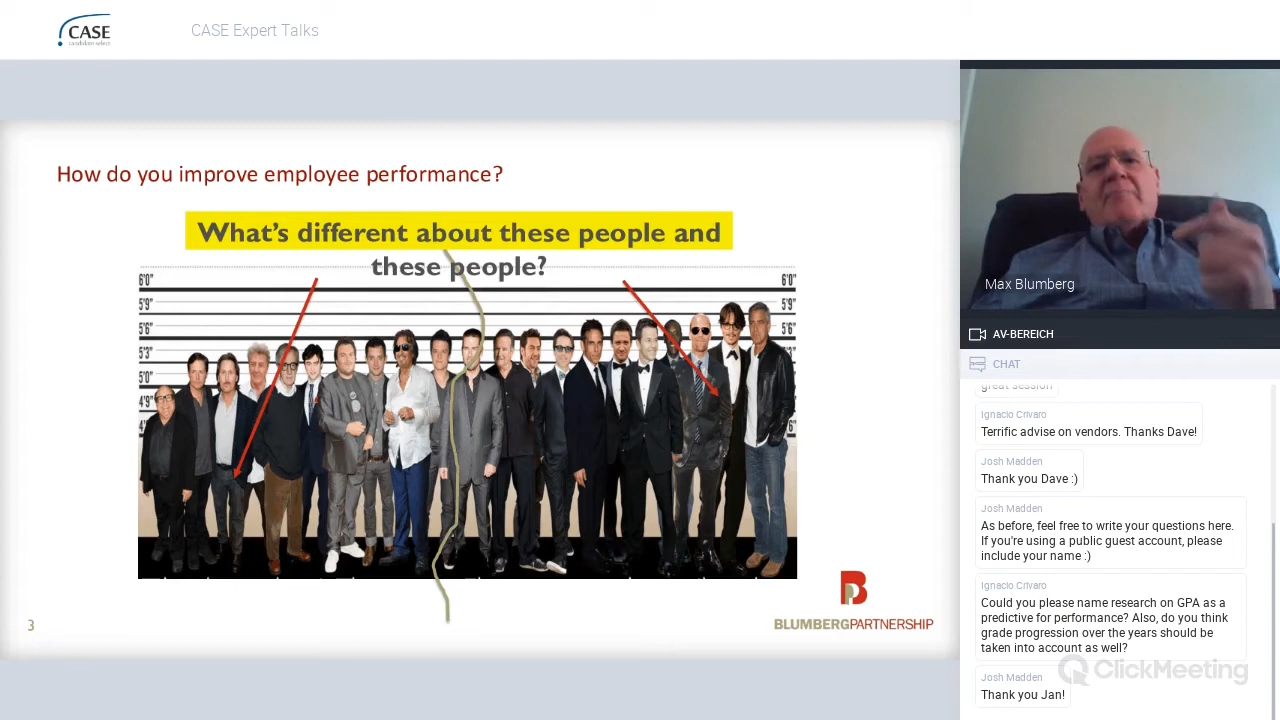 CASE
candidate select
CASE Expert Talks
How do you improve employee performance?
What's different about these people and
these people?
6'0"
6'0"
5'9"
5'9"
5'6"
5'6"
5'3"
5'3"
5'0"
5'0"
4'9"
4'9"
4'6
4'6
3
BLUMBERGPARTNERSHIP
Max Blumberg
AV-BEREICH
CHAT
great session
Ignacio Crivaro
Terrific advise on vendors. Thanks Dave!
Josh Madden
Thank you Dave :)
Josh Madden
As before, feel free to write your questions here.
If you're using a public guest account, please
include your name :)
Ignacio Crivaro
Could you please name research on GPA as a
predictive for performance? Also, do you think
grade progression over the years should be
taken into account as well?
ClickMeeting
Josh Madden
Thank you Jan!